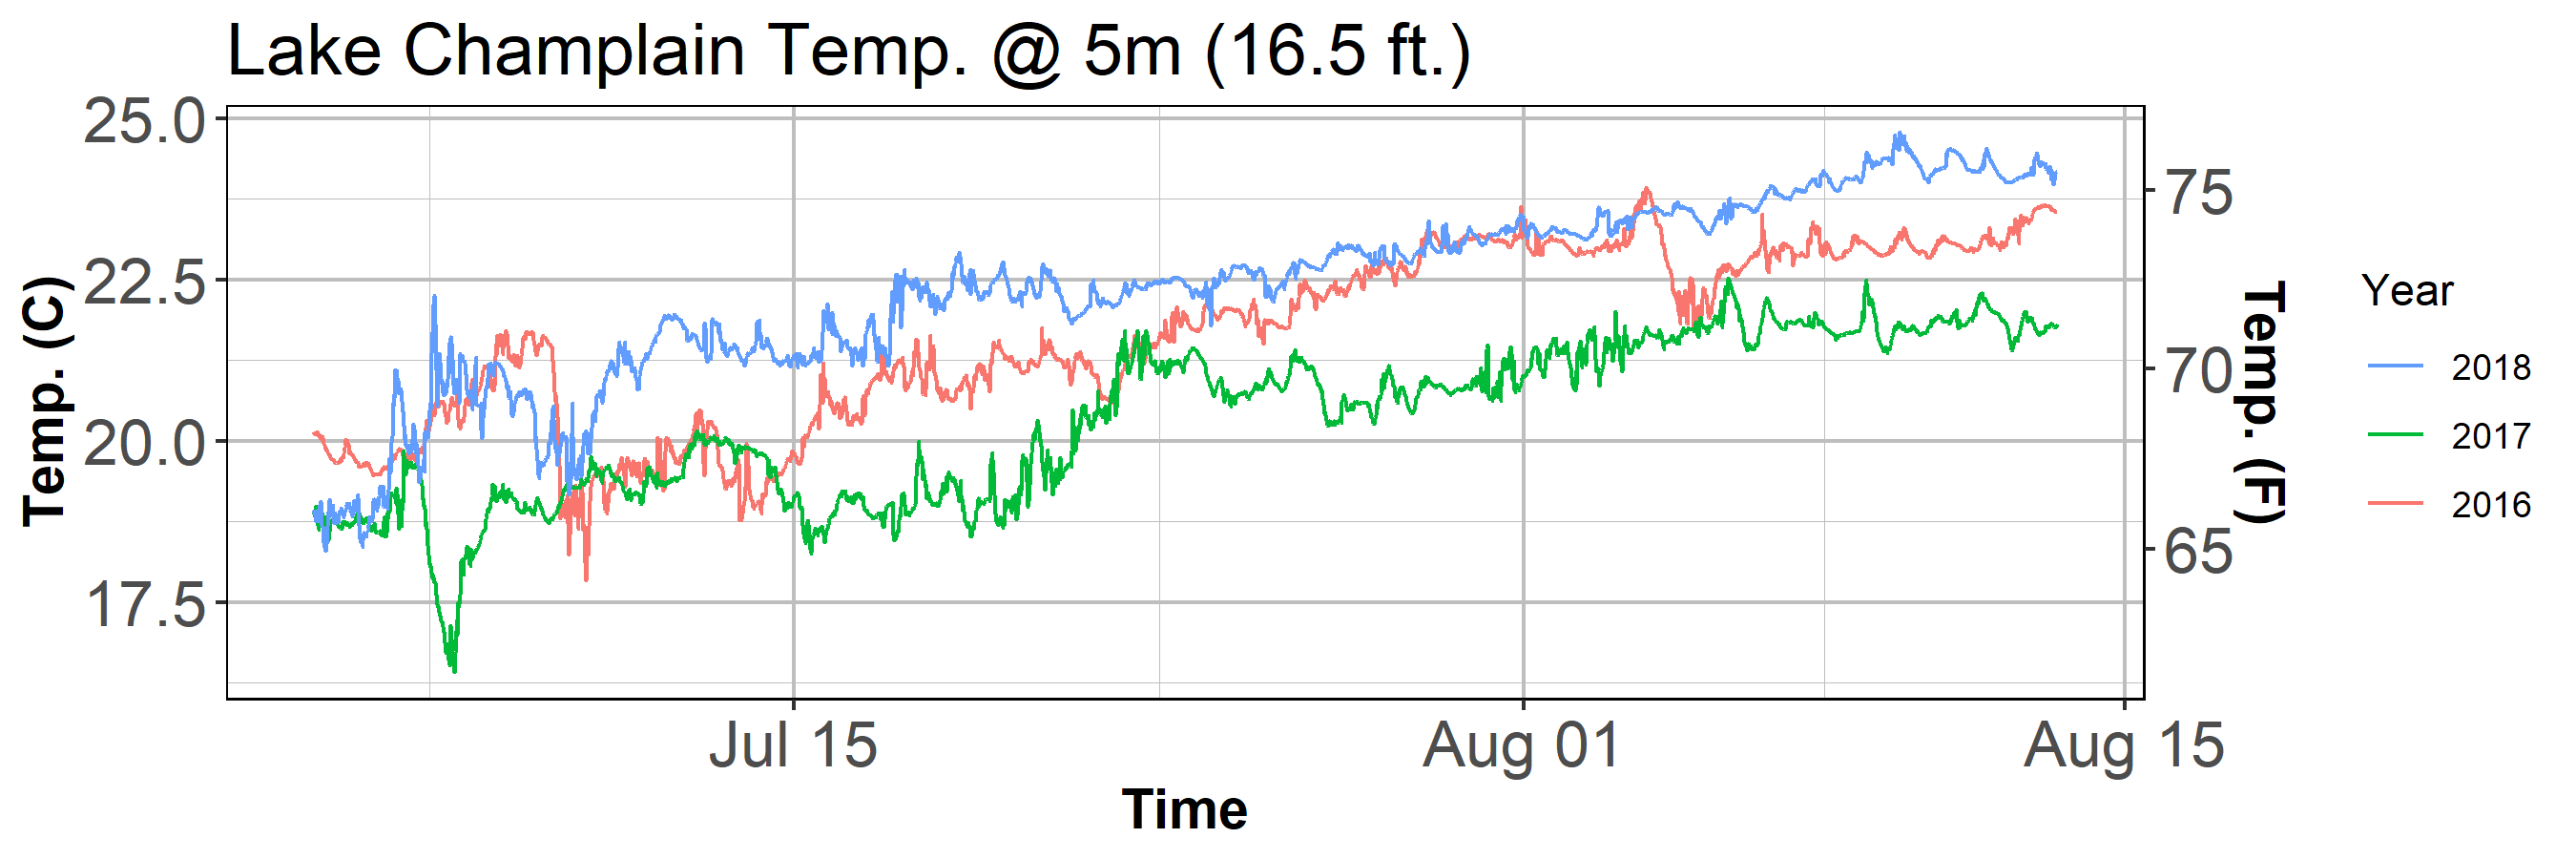 Lake Champlain Temp. @ 5m (16.5 ft.)
Temp. (C)
25.0
22.5
20.0
17.5
Jul 15
Aug 01
Aug 15
Time
75
70
65
Temp. (F)
Year
2018
2017
2016